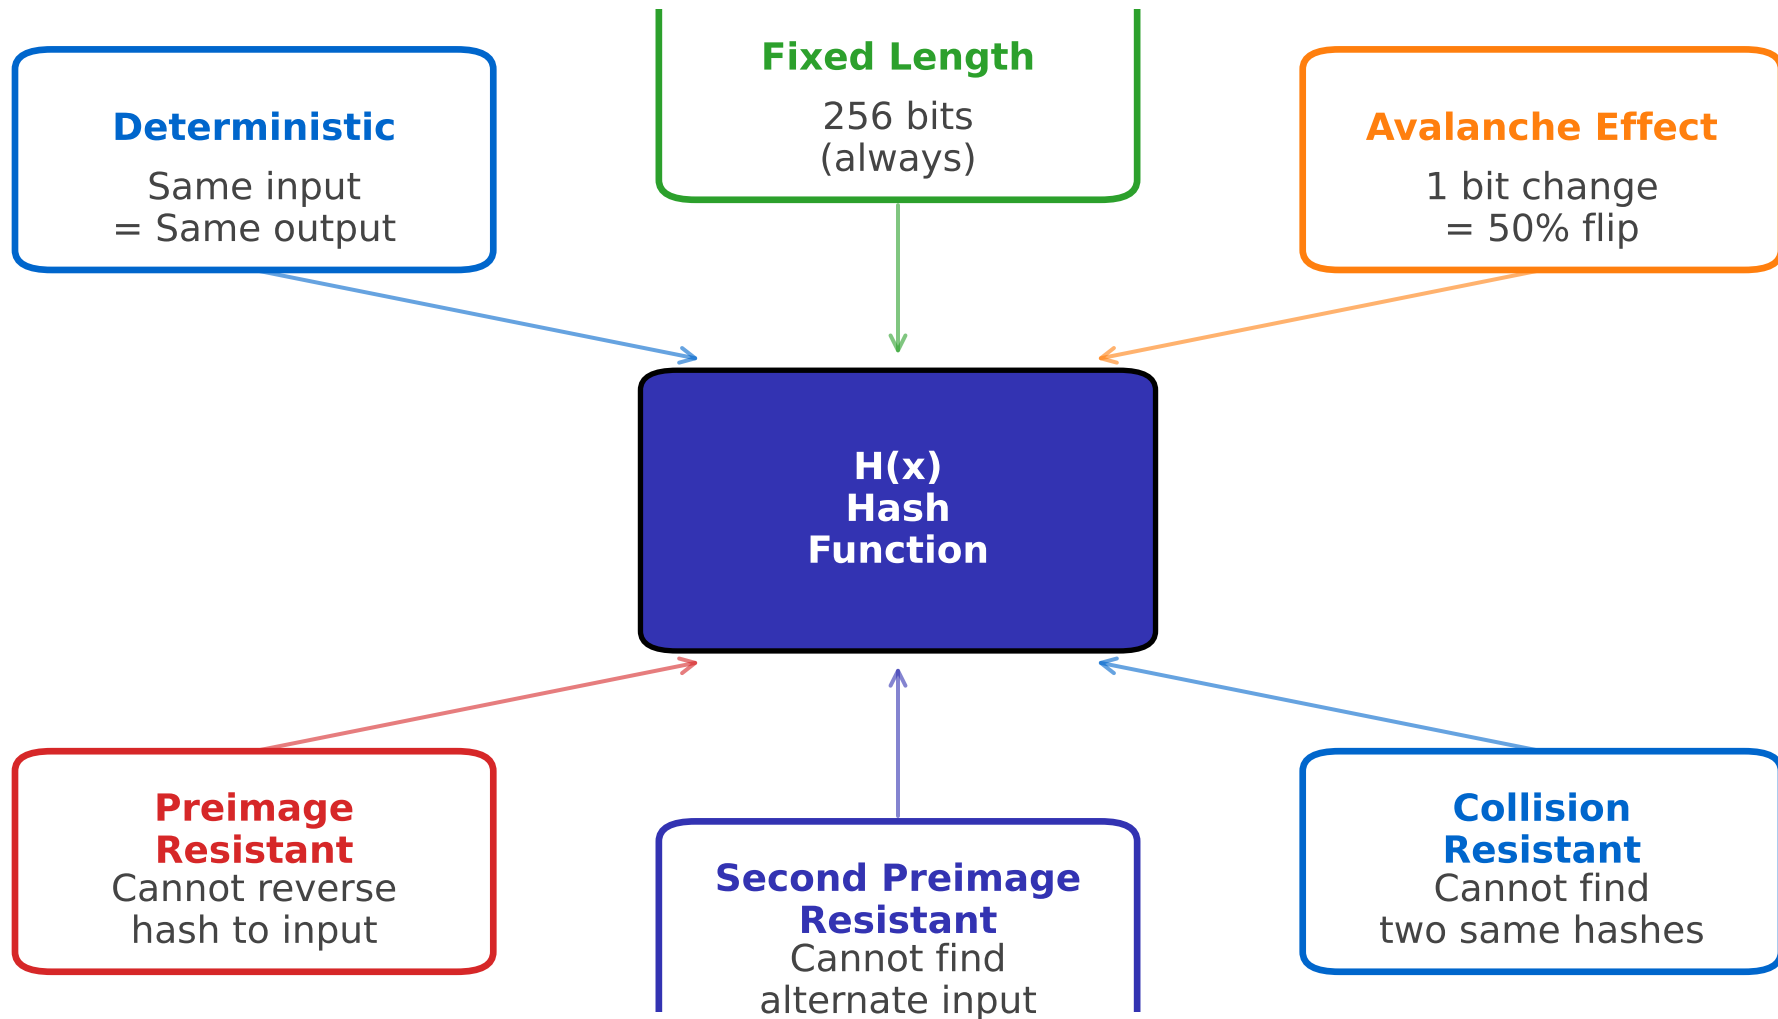 Fixed Length
256 bits
(always)
Deterministic
Same input
= Same output
Avalanche Effect
1 bit change
= 50% flip
H(x)
Hash
Function
Preimage
Resistant
Cannot reverse
hash to input
Second Preimage
Resistant
Cannot find
alternate input
Collision
Resistant
Cannot find
two same hashes